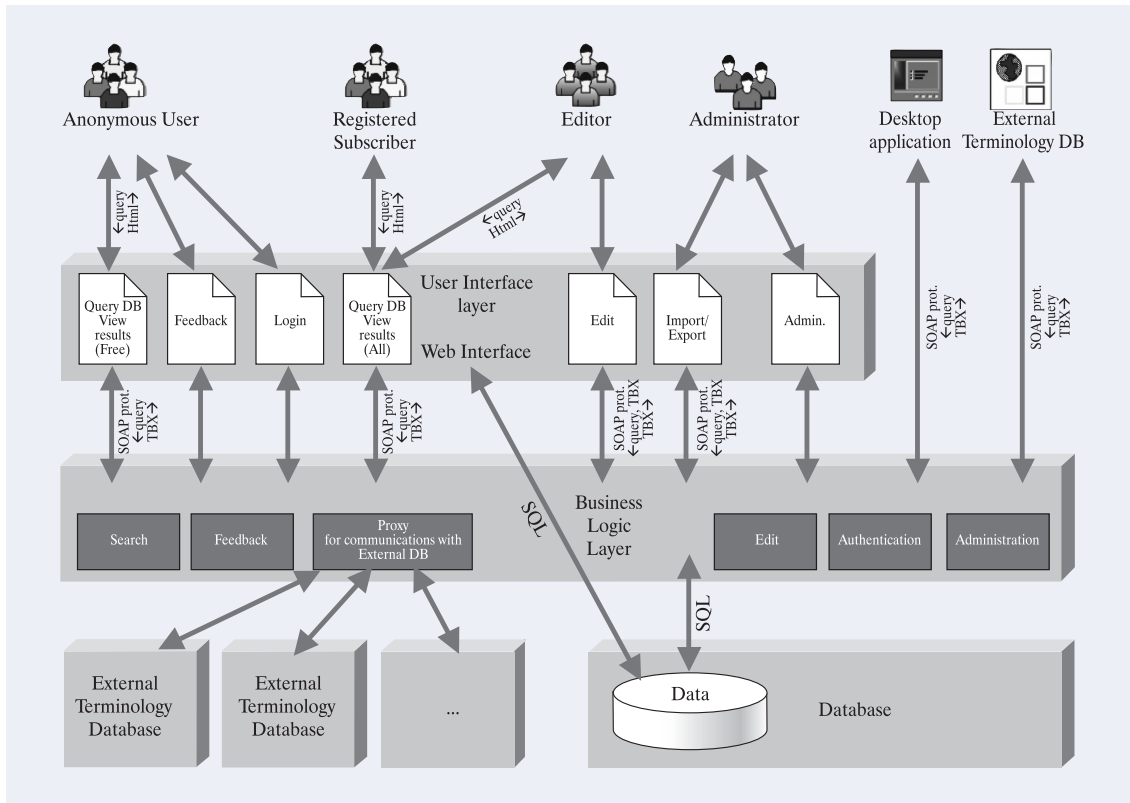 Anonymous User
Registered
Subscriber
Editor
Administrator
Desktop
application
External
Terminology DB
←query
Html→
←query
Html→
←query
Html→
SOAP prot.
←query
TBX→
SOAP prot.
←query
TBX→
Query DB
View
results
(Free)
Feedback
Login
Query DB
View
results
(All)
User Interface
layer
Web Interface
Edit
Import/
Export
Admin.
SOAP prot.
←query
TBX→
SOAP prot.
←query
TBX→
SOAP prot.
←query, TBX
TBX→
SOAP prot.
←query, TBX
TBX→
Search
Feedback
Proxy
for communications with
External DB
SQL
Business
Logic
Layer
Edit
Authentication
Administration
SQL
External
Terminology
Database
External
Terminology
Database
...
Data
Database